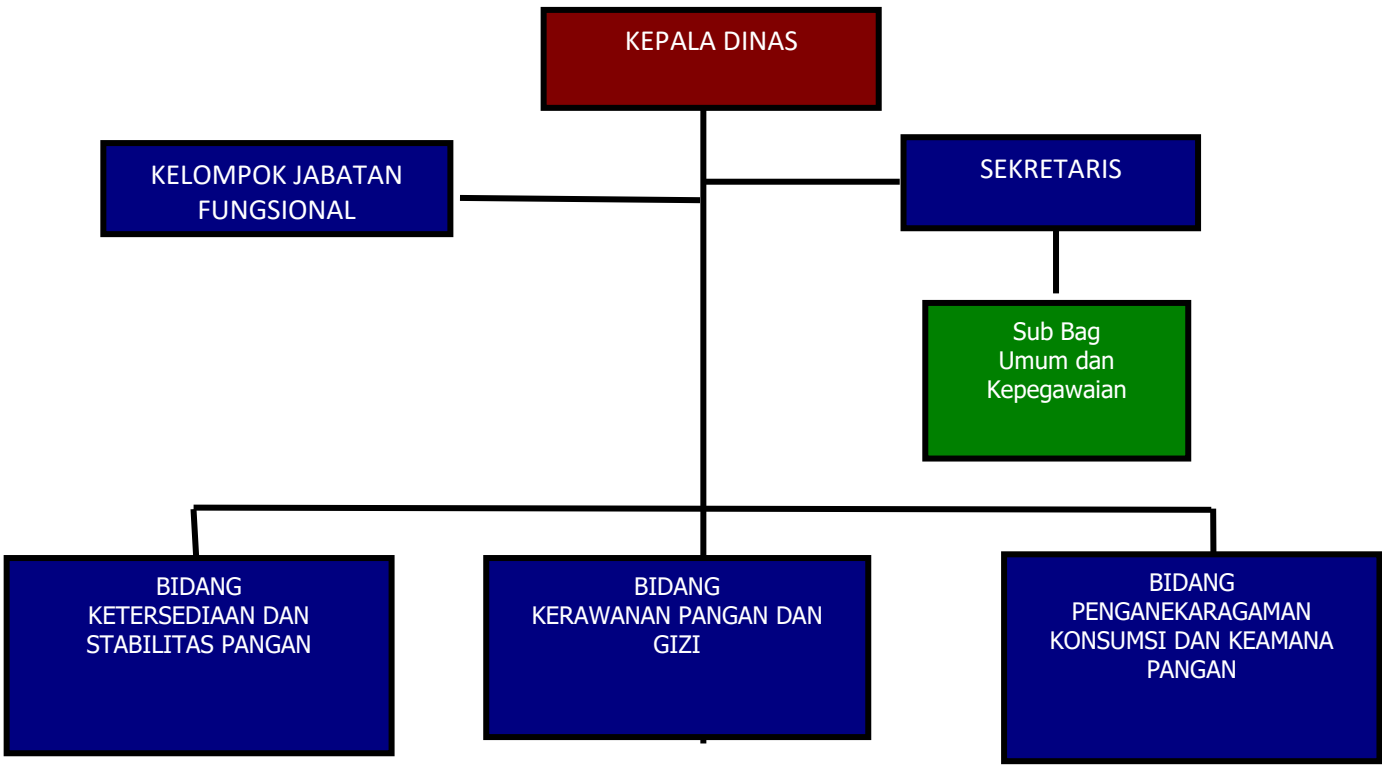 KEPALA DINAS
KELOMPOK JABATAN
FUNGSIONAL
SEKRETARIS
Sub Bag
Umum dan
Kepegawaian
BIDANG
KETERSEDIAAN DAN
STABILITAS PANGAN
BIDANG
KERAWANAN PANGAN DAN
GIZI
BIDANG
PENGANEKARAGAMAN
KONSUMSI DAN KEAMANA
PANGAN